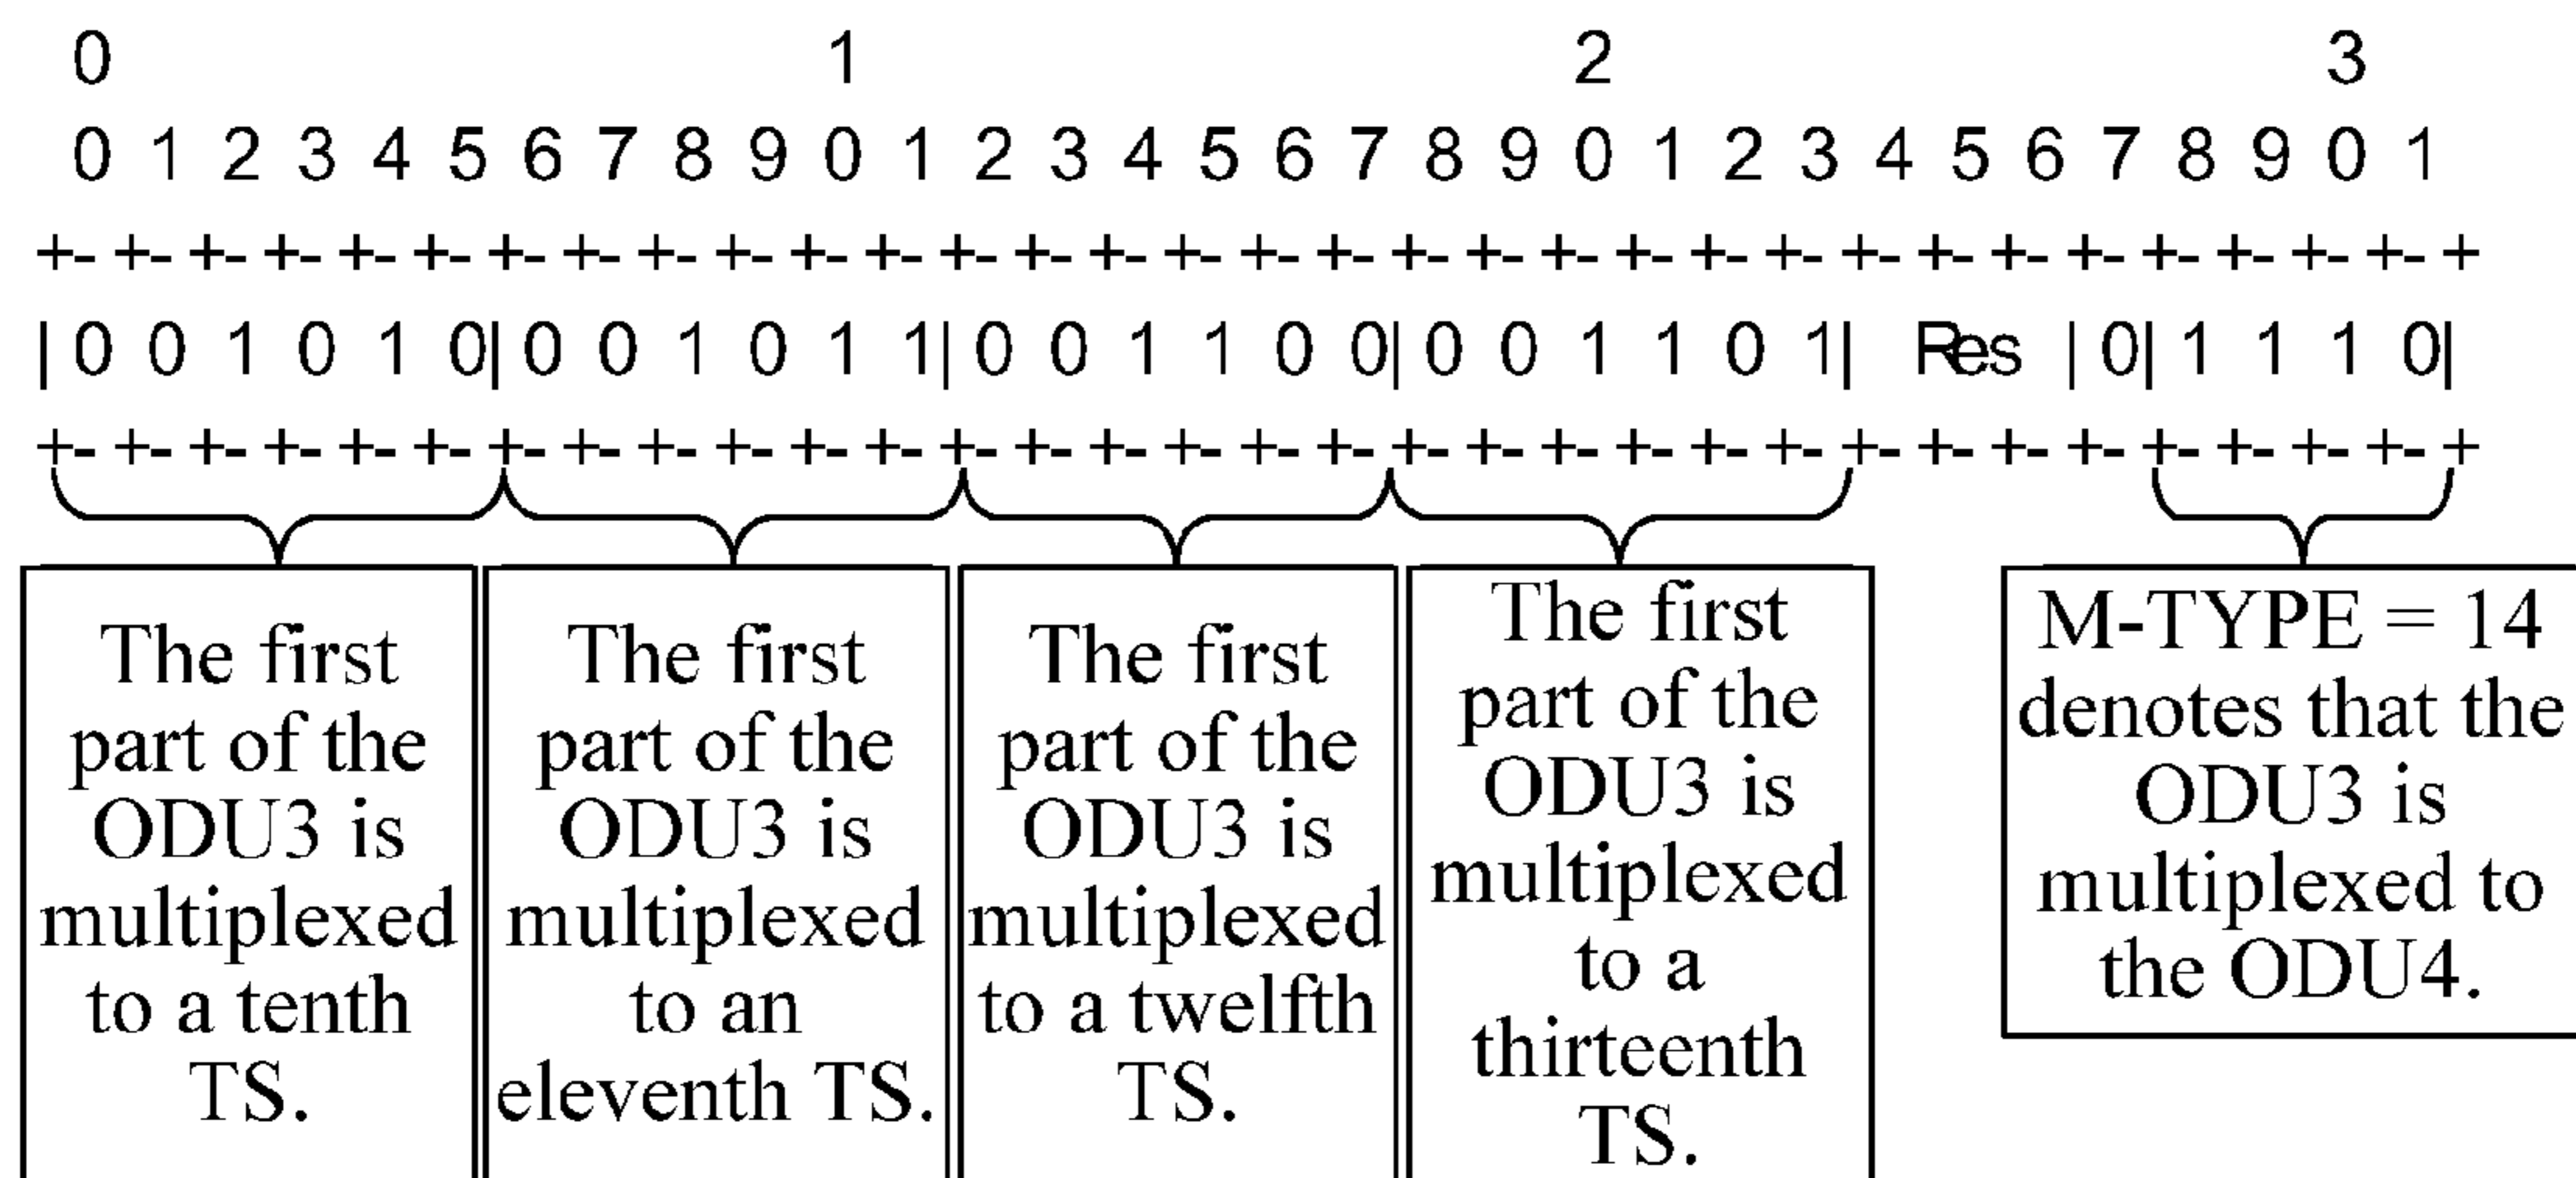 0 1 2 3
0 1 2 3 4 5 6 7 8 9 0 1 2 3 4 5 6 7 8 9 0 1 2 3 4 5 6 7 8 9 0 1
+- +- +- +- +- +- +- +- +- +- +- +- +- +- +- +- +- +- +- +- +- +- +- +- +- +- +- +- +- +- +- +- +
| 0 0 1 0 1 0| 0 0 1 0 1 1| 0 0 1 1 0 0| 0 0 1 1 0 1| Res | 0| 1 1 1 0|
+- +- +- +- +- +- +- +- +- +- +- +- +- +- +- +- +- +- +- +- +- +- +- +- +- +- +- +- +- +- +- +- +
The first
part of the
ODU3 is
multiplexed
to a tenth
TS.
The first
part of the
ODU3 is
multiplexed
to an
eleventh TS.
The first
part of the
ODU3 is
multiplexed
to a twelfth
TS.
The first
part of the
ODU3 is
multiplexed
to a
thirteenth
TS.
M-TYPE = 14
denotes that the
ODU3 is
multiplexed to
the ODU4.